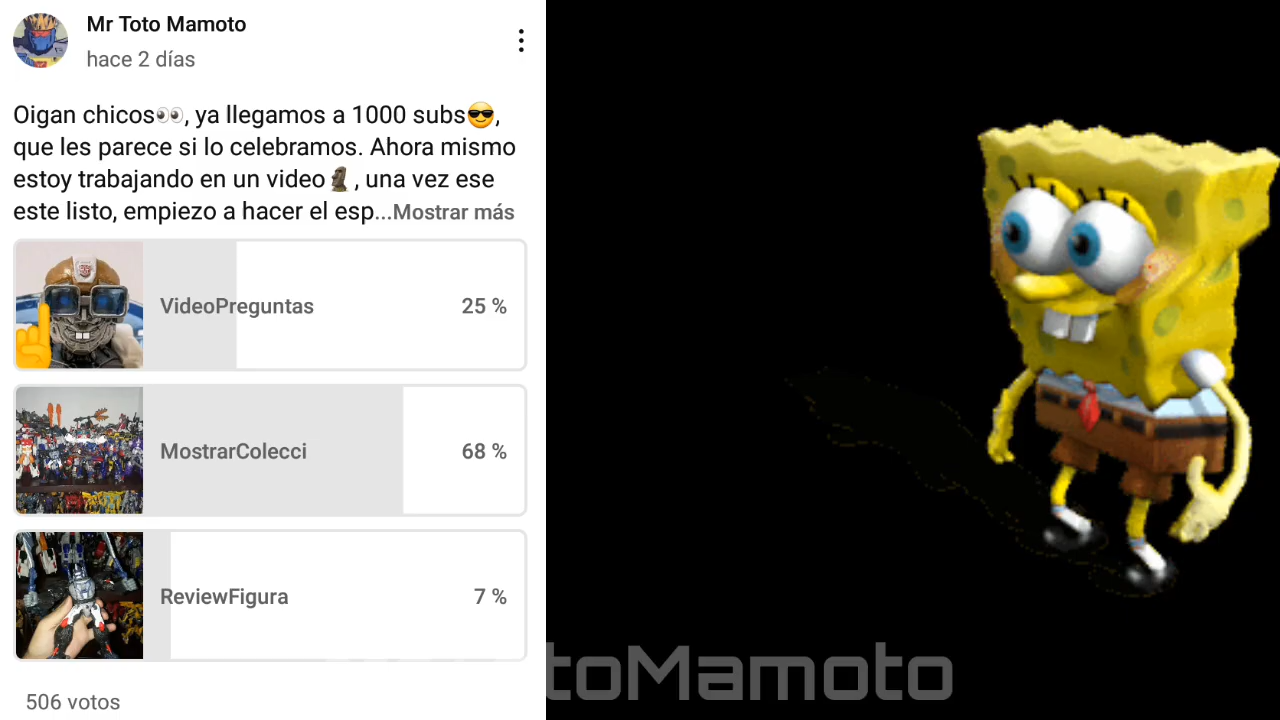 Mr Toto Mamoto
hace 2 días
Oigan chicos👀, ya llegamos a 1000 subs😎,
que les parece si lo celebramos. Ahora mismo
estoy trabajando en un video🗿, una vez ese
este listo, empiezo a hacer el esp...Mostrar más
VideoPreguntas 25 %
MostrarColecci 68 %
ReviewFigura 7 %
506 votos
toMamoto